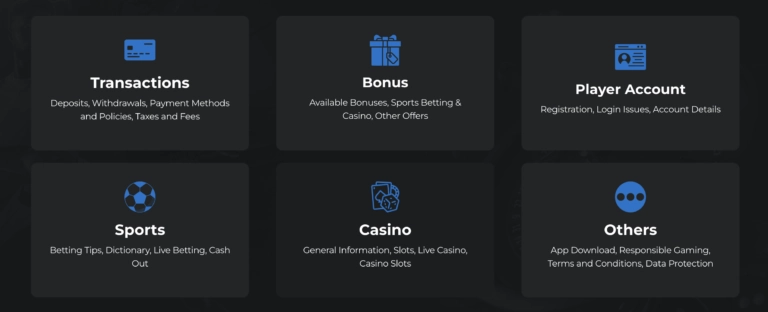 Transactions
Deposits, Withdrawals, Payment Methods
and Policies, Taxes and Fees
Bonus
Available Bonuses, Sports Betting &
Casino, Other Offers
Player Account
Registration, Login Issues, Account Details
Sports
Betting Tips, Dictionary, Live Betting, Cash
Out
Casino
General Information, Slots, Live Casino,
Casino Slots
Others
App Download, Responsible Gaming,
Terms and Conditions, Data Protection